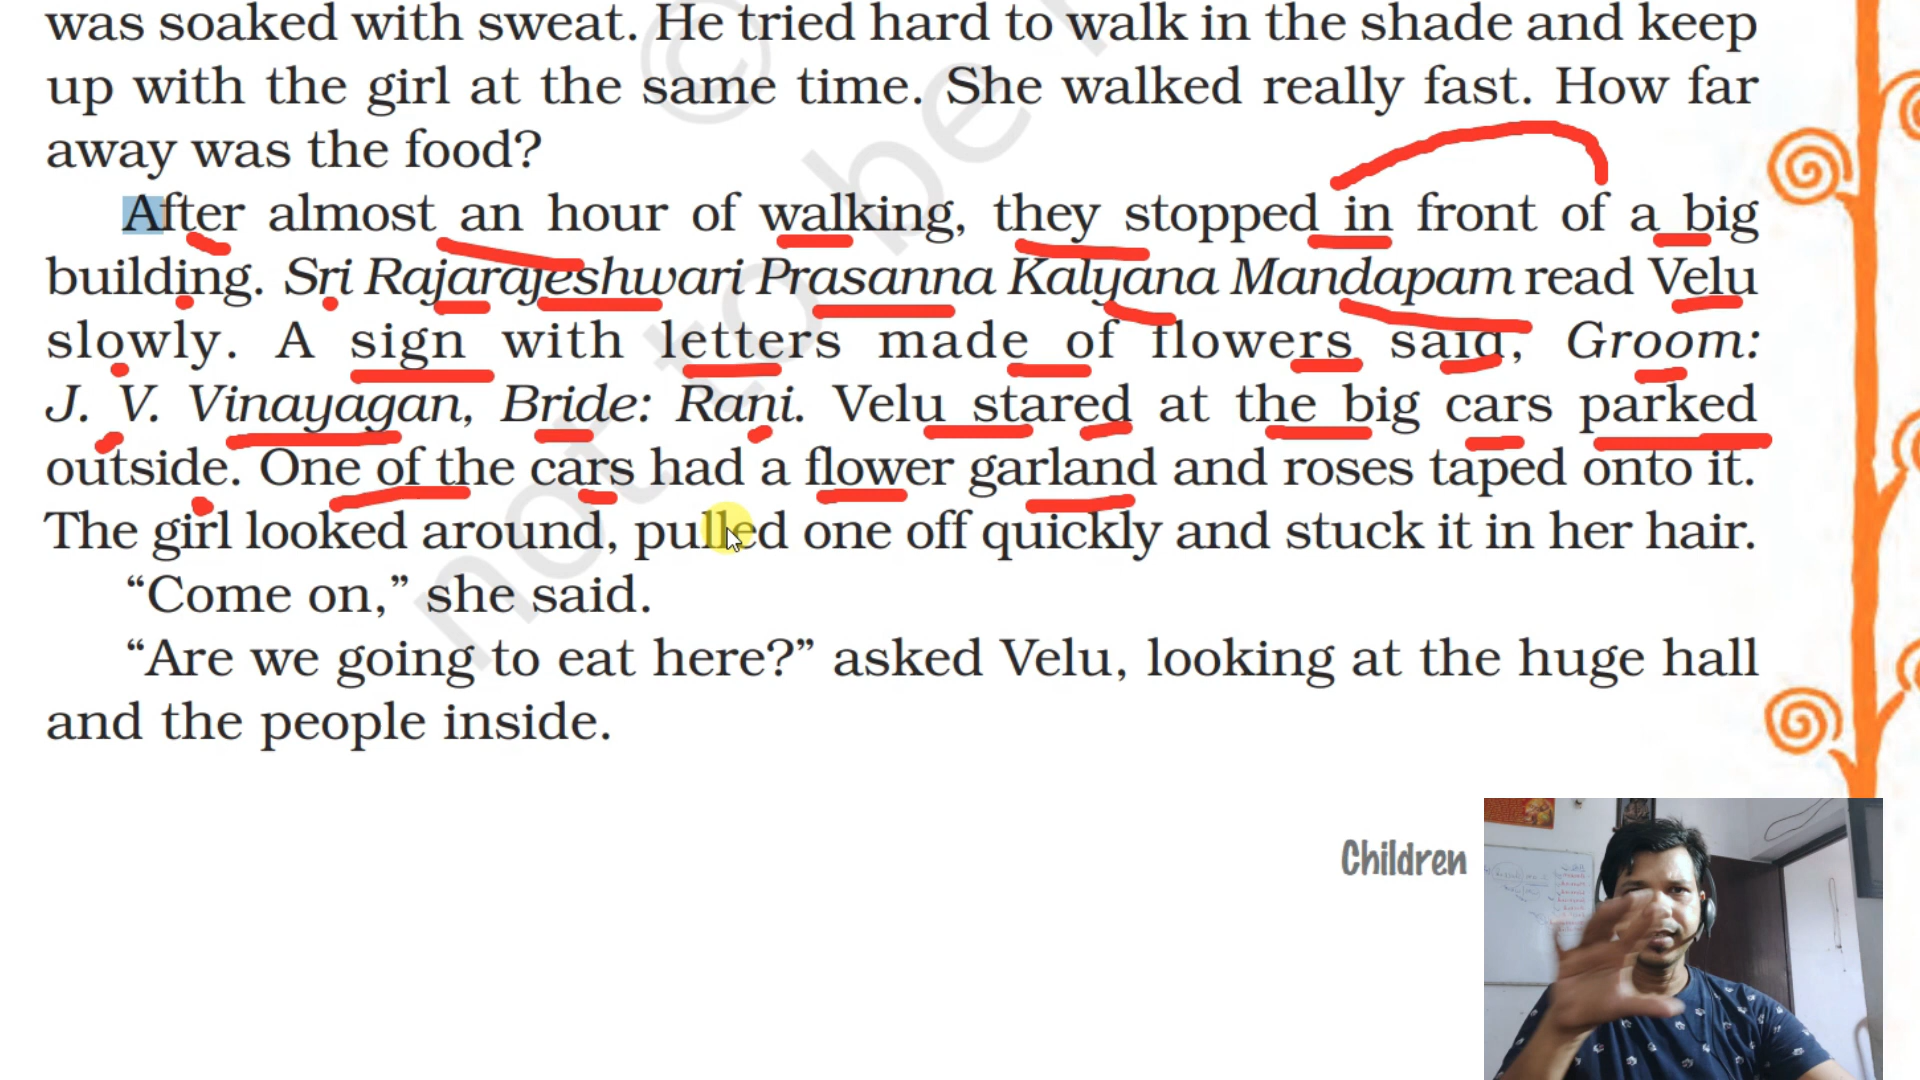 was soaked with sweat. He tried hard to walk in the shade and keep
up with the girl at the same time. She walked really fast. How far
away was the food?
After almost an hour of walking, they stopped in front of a big
building. Sri Rajarajeshwari Prasanna Kalyana Mandapam read Velu
slowly. A sign with letters made of flowers said, Groom:
J. V. Vinayagan, Bride: Rani. Velu stared at the big cars parked
outside. One of the cars had a flower garland and roses taped onto it.
The girl looked around, pulled one off quickly and stuck it in her hair.
“Come on,” she said.
“Are we going to eat here?” asked Velu, looking at the huge hall
and the people inside.
Children
© not to be